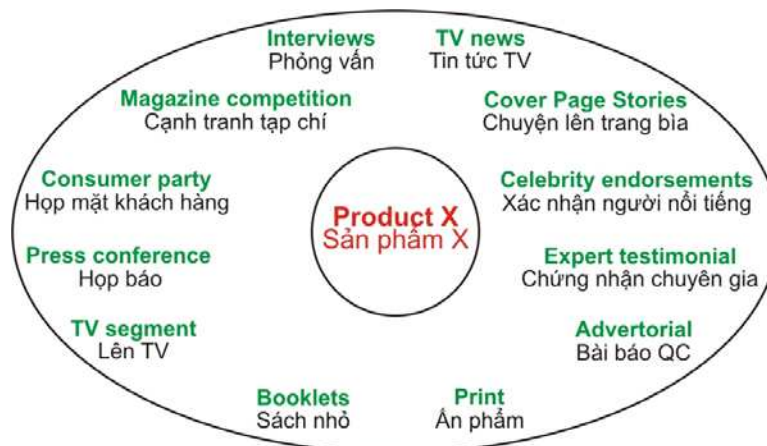 Interviews
Phỏng vấn
TV news
Tin tức TV
Magazine competition
Cạnh tranh tạp chí
Cover Page Stories
Chuyện lên trang bìa
Consumer party
Họp mặt khách hàng
Celebrity endorsements
Xác nhận người nổi tiếng
Product X
Sản phẩm X
Press conference
Họp báo
Expert testimonial
Chứng nhận chuyên gia
TV segment
Lên TV
Advertorial
Bài báo QC
Booklets
Sách nhỏ
Print
Ấn phẩm